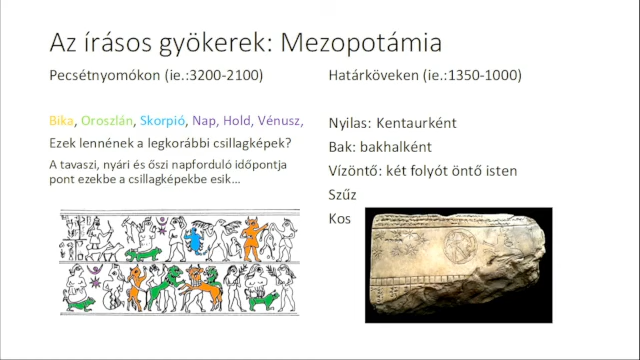 Az írásos gyökerek: Mezopotámia
Pecsétnyomókon (ie.:3200-2100)
Bika, Oroszlán, Skorpió, Nap, Hold, Vénusz,
Ezek lennének a legkorábbi csillagképek?
A tavaszi, nyári és őszi napforduló időpontja
pont ezekbe a csillagképekbe esik...
Határköveken (ie.:1350-1000)
Nyilas: Kentaurként
Bak: bakhalként
Vízöntő: két folyót öntő isten
Szűz
Kos